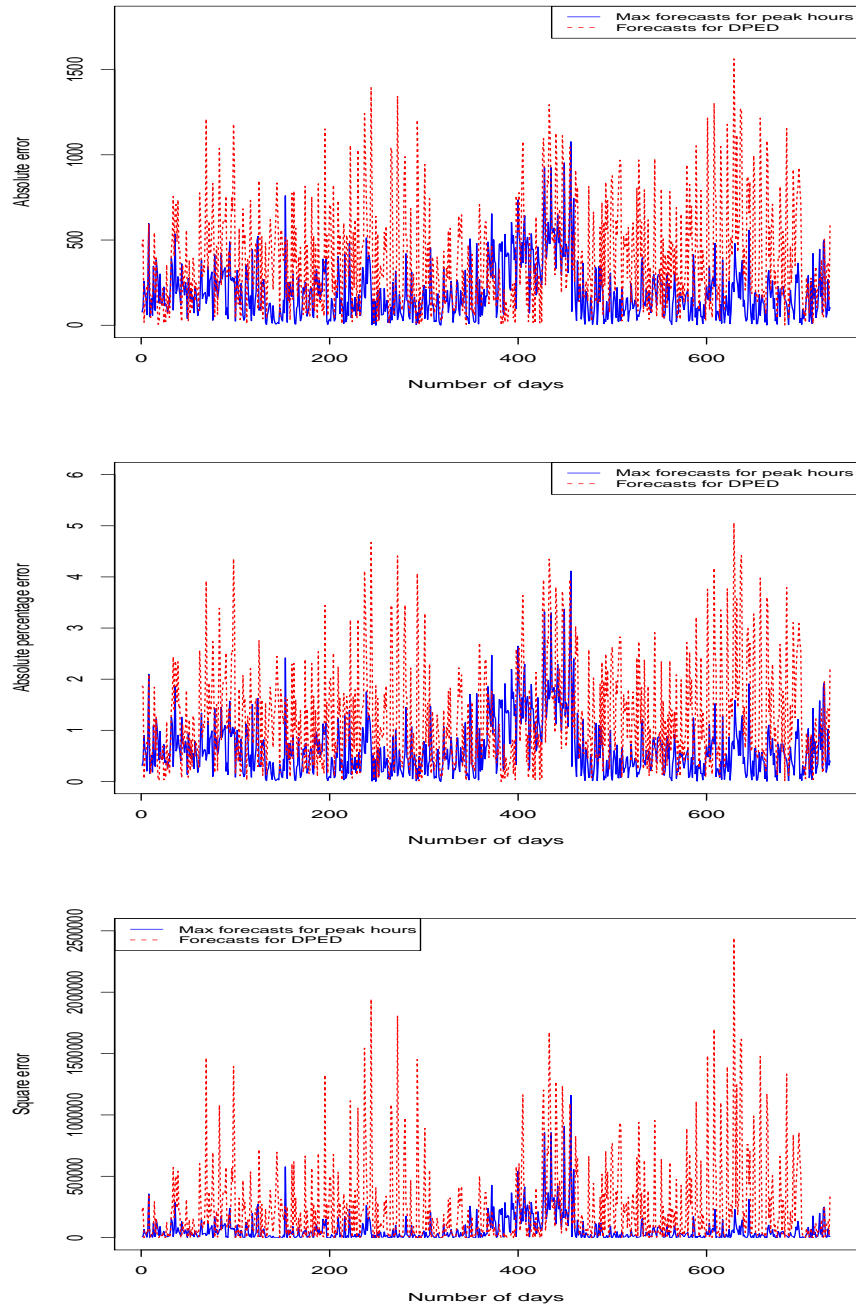 Max forecasts for peak hours
Forecasts for DPED
Absolute error
1500
1000
500
0
0
200
400
600
Number of days
Max forecasts for peak hours
Forecasts for DPED
Absolute percentage error
6
5
4
3
2
1
0
0
200
400
600
Number of days
Max forecasts for peak hours
Forecasts for DPED
Square error
2500000
2000000
1500000
1000000
500000
0
0
200
400
600
Number of days